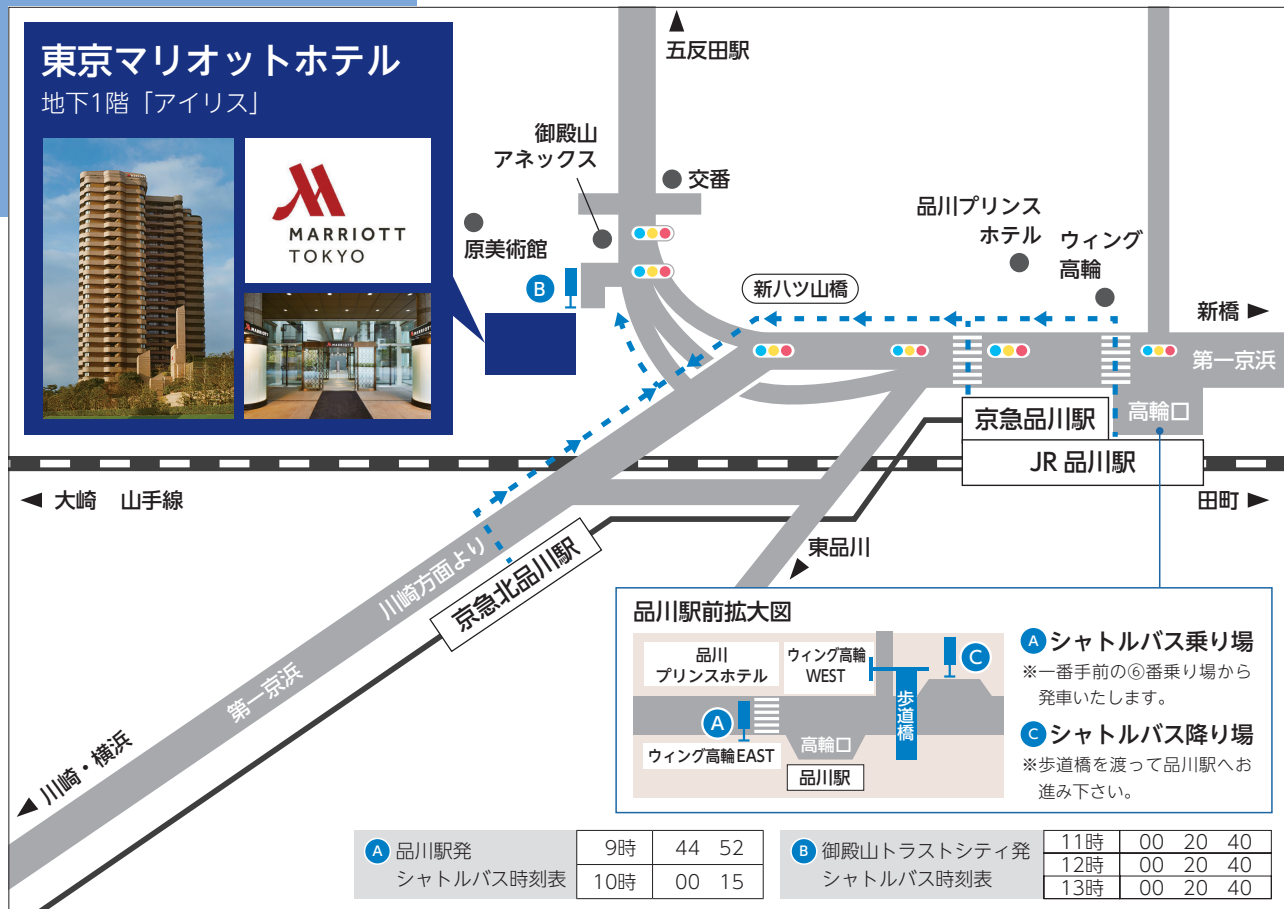 東京マリオットホテル
地下1階「アイリス」
MARRIOTT
TOKYO
五反田駅
御殿山
アネックス
交番
原美術館
B
品川プリンス
ホテル
ウィング
高輪
新八ツ山橋
新橋
第一京浜
京急品川駅
高輪口
JR 品川駅
大崎 山手線
田町
東品川
川崎方面より
京急北品川駅
第一京浜
川崎・横浜
品川駅前拡大図
品川
プリンスホテル
ウィング高輪
WEST
C
歩道橋
A
高輪口
ウィング高輪EAST
品川駅
A シャトルバス乗り場
※一番手前の⑥番乗り場から
発車いたします。
C シャトルバス降り場
※歩道橋を渡って品川駅へお
進み下さい。
A 品川駅発
シャトルバス時刻表
9時 44 52
10時 00 15
B 御殿山トラストシティ発
シャトルバス時刻表
11時 00 20 40
12時 00 20 40
13時 00 20 40